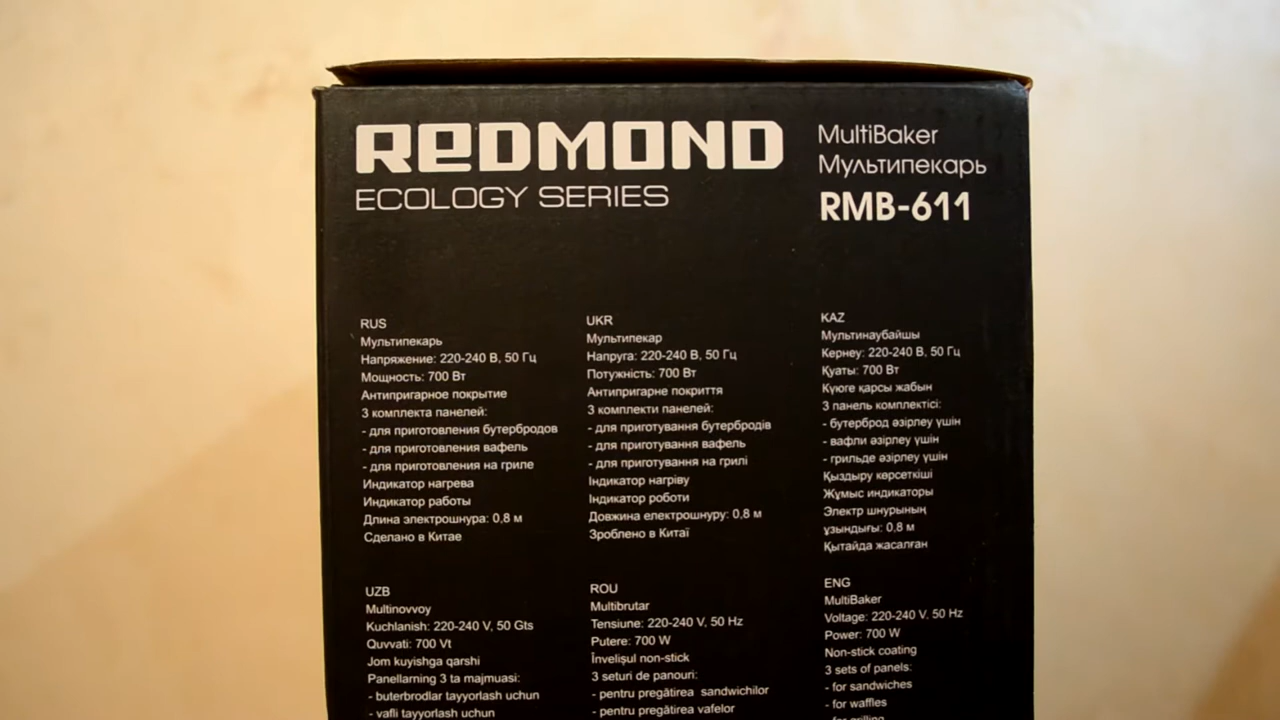 REDMOND
ECOLOGY SERIES
MultiBaker
Мультипекарь
RMB-611
RUS
Мультипекарь
Напряжение: 220-240 В, 50 Гц
Мощность: 700 Вт
Антипригарное покрытие
3 комплекта панелей:
- для приготовления бутербродов
- для приготовления вафель
- для приготовления на гриле
Индикатор нагрева
Индикатор работы
Длина электрошнура: 0,8 м
Сделано в Китае
UKR
Мультипекар
Напруга: 220-240 В, 50 Гц
Потужність: 700 Вт
Антипригарне покриття
3 комплекти панелей:
- для приготування бутербродів
- для приготування вафель
- для приготування на грилі
Індикатор нагріву
Індикатор роботи
Довжина електрошнуру: 0,8 м
Зроблено в Китаї
KAZ
Мультинаубайшы
Кернеу: 220-240 В, 50 Гц
Қуаты: 700 Вт
Күюге қарсы жабын
3 панель комплектісі:
- бутерброд әзірлеу үшін
- вафли әзірлеу үшін
- грильде әзірлеу үшін
Қыздыру көрсеткіші
Жұмыс индикаторы
Электр шнурының
ұзындығы: 0,8 м
Қытайда жасалған
UZB
Multinovvoy
Kuchlanish: 220-240 V, 50 Gts
Quvvati: 700 Vt
Jom kuyishga qarshi
Panellarning 3 ta majmuasi:
- buterbrodlar tayyorlash uchun
- vafli tayyorlash uchun
ROU
Multibrutar
Tensiune: 220-240 V, 50 Hz
Putere: 700 W
Învelișul non-stick
3 seturi de panouri:
- pentru pregătirea sandwichilor
- pentru pregătirea vafelor
ENG
MultiBaker
Voltage: 220-240 V, 50 Hz
Power: 700 W
Non-stick coating
3 sets of panels:
- for sandwiches
- for waffles
- for grilling